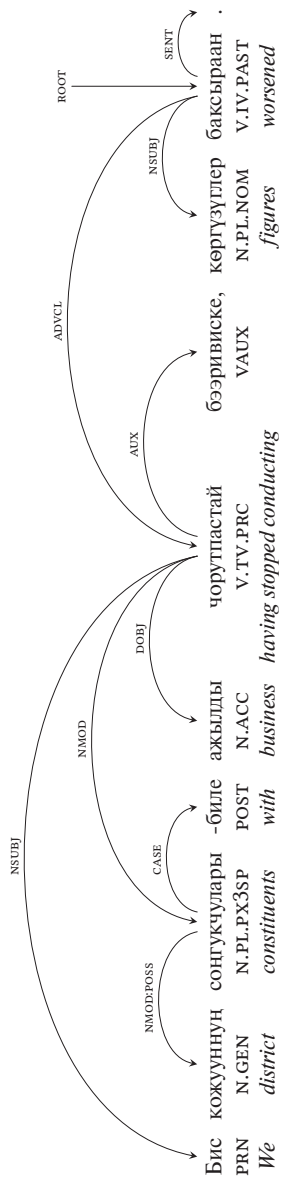 ROOT
NSUBJ ADVCL
NMOD NSUBJ SENT
NMOD:POSS CASE DOBJ AUX
Бис кожууннуң соңгукчулары -биле ажылды чорутпастай бээривиске, көргүзүглер баксыраан .
PRN N.GEN N.PL.PX3SP POST N.ACC V.TV.PRC VAUX N.PL.NOM V.IV.PAST
We district constituents with business having stopped conducting figures worsened